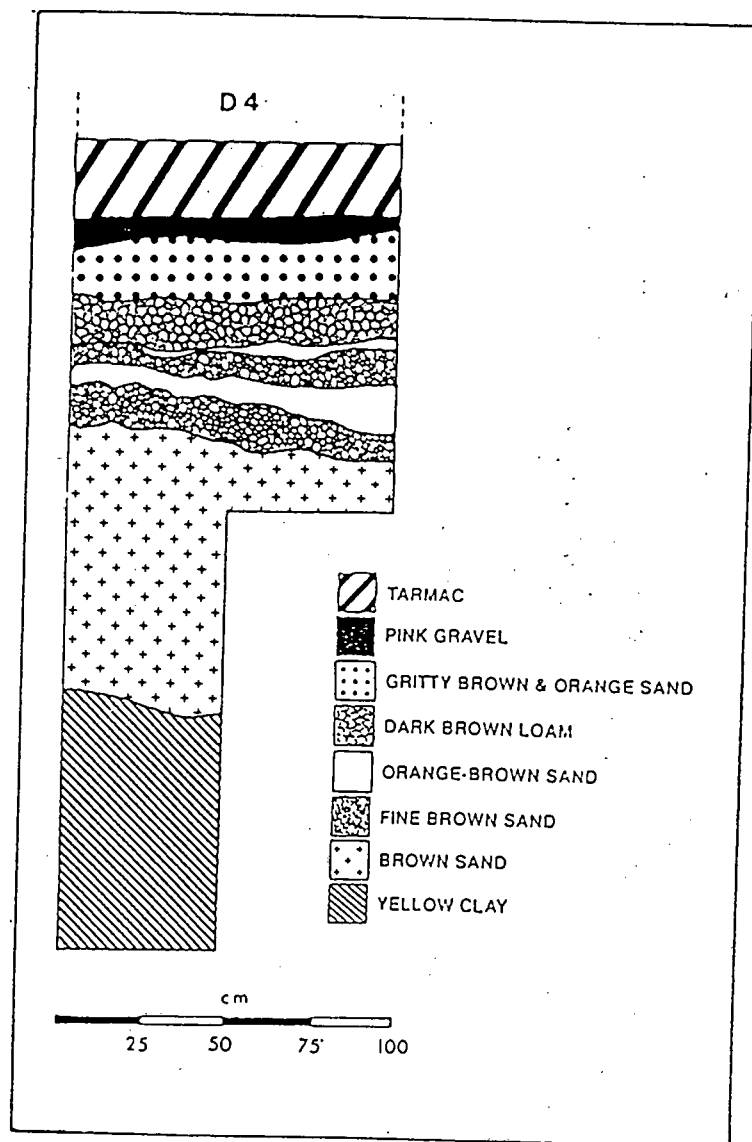 D4
TARMAC
PINK GRAVEL
GRITTY BROWN & ORANGE SAND
DARK BROWN LOAM
ORANGE-BROWN SAND
FINE BROWN SAND
BROWN SAND
YELLOW CLAY
cm
25 50 75 100